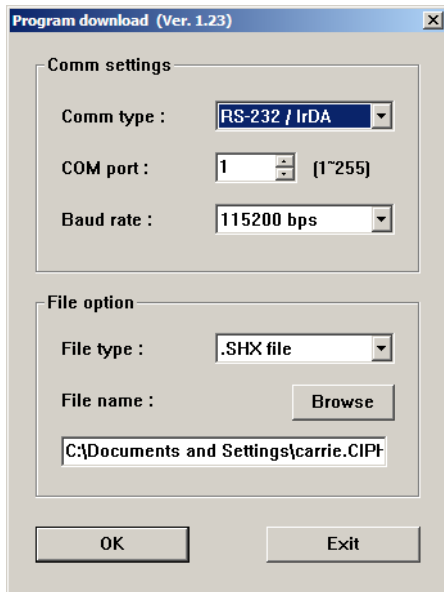 Program download (Ver. 1.23)
Comm settings
Comm type : RS-232 / IrDA
COM port : 1 (1~255)
Baud rate : 115200 bps
File option
File type : .SHX file
File name : Browse
C:\Documents and Settings\carrie.CIPH
OK Exit